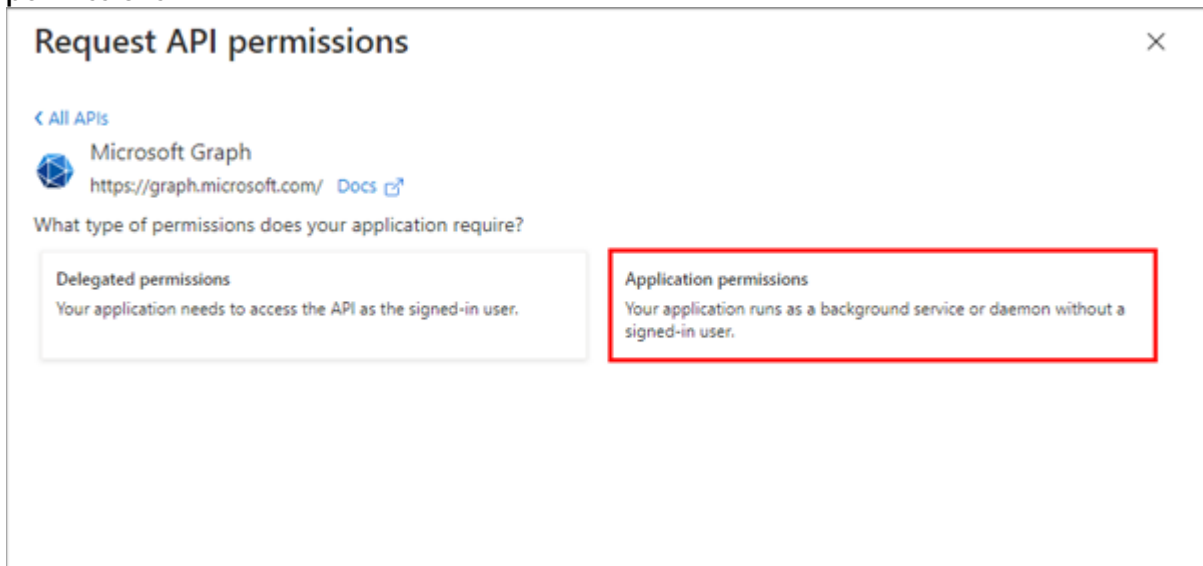 Request API permissions
All APIs
Microsoft Graph
https://graph.microsoft.com/ Docs
What type of permissions does your application require?
Delegated permissions
Your application needs to access the API as the signed-in user.
Application permissions
Your application runs as a background service or daemon without a
signed-in user.